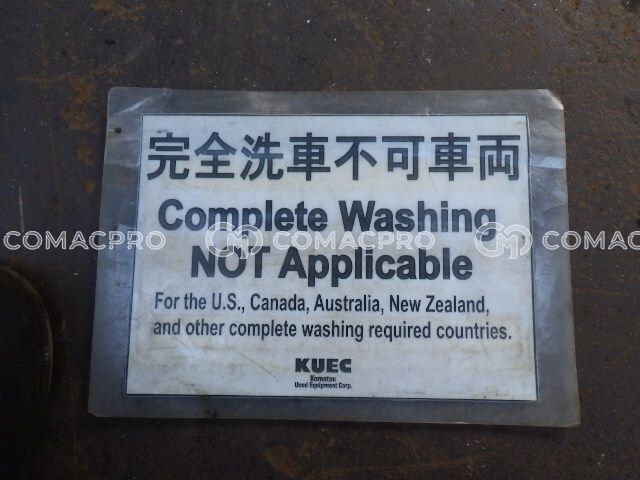 完全洗車不可車両
Complete Washing
NOT Applicable
COMACPRO COMACPRO COMACPRO
For the U.S., Canada, Australia, New Zealand,
and other complete washing required countries.
KUEC
Komatsu
Used Equipment Corp.